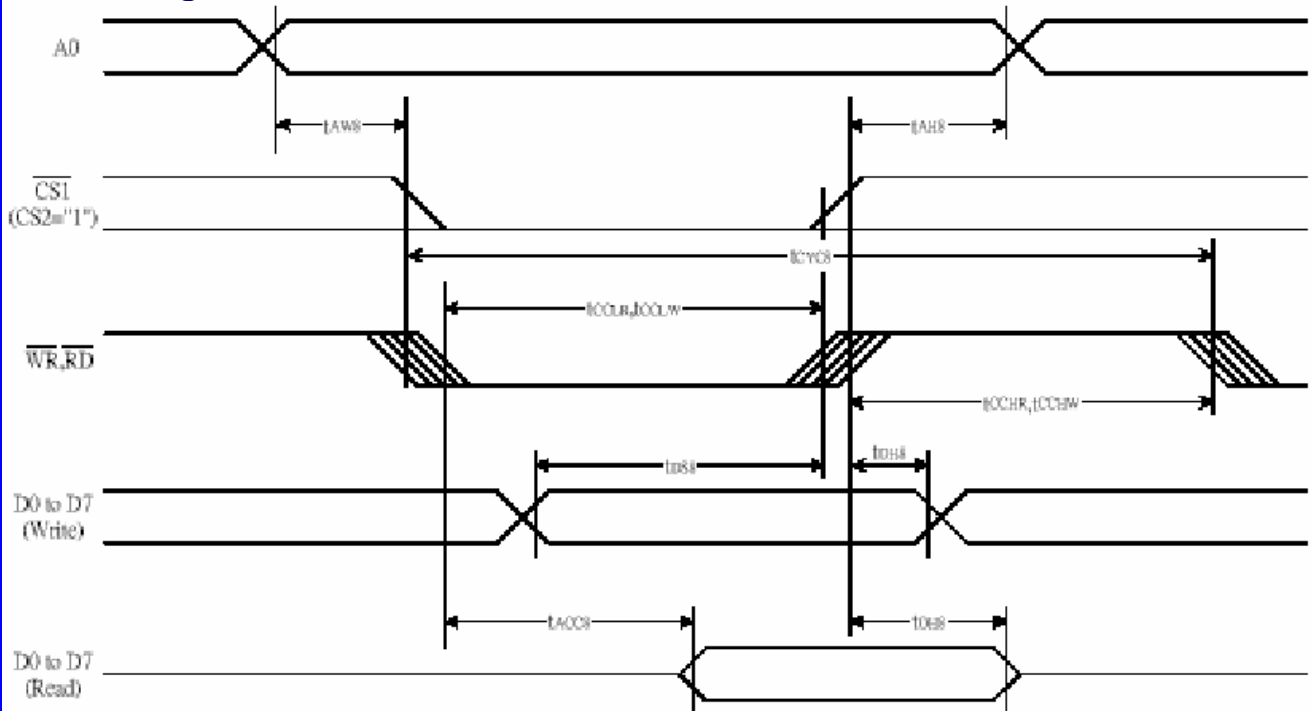 A0
tAW8
tAH8
CS1
(CS2="1")
tCYC8
tCCLR,tCCLW
WR,RD
tCCHR,tCCHW
tDS8
tDH8
D0 to D7
(Write)
tACC8
tOH8
D0 to D7
(Read)